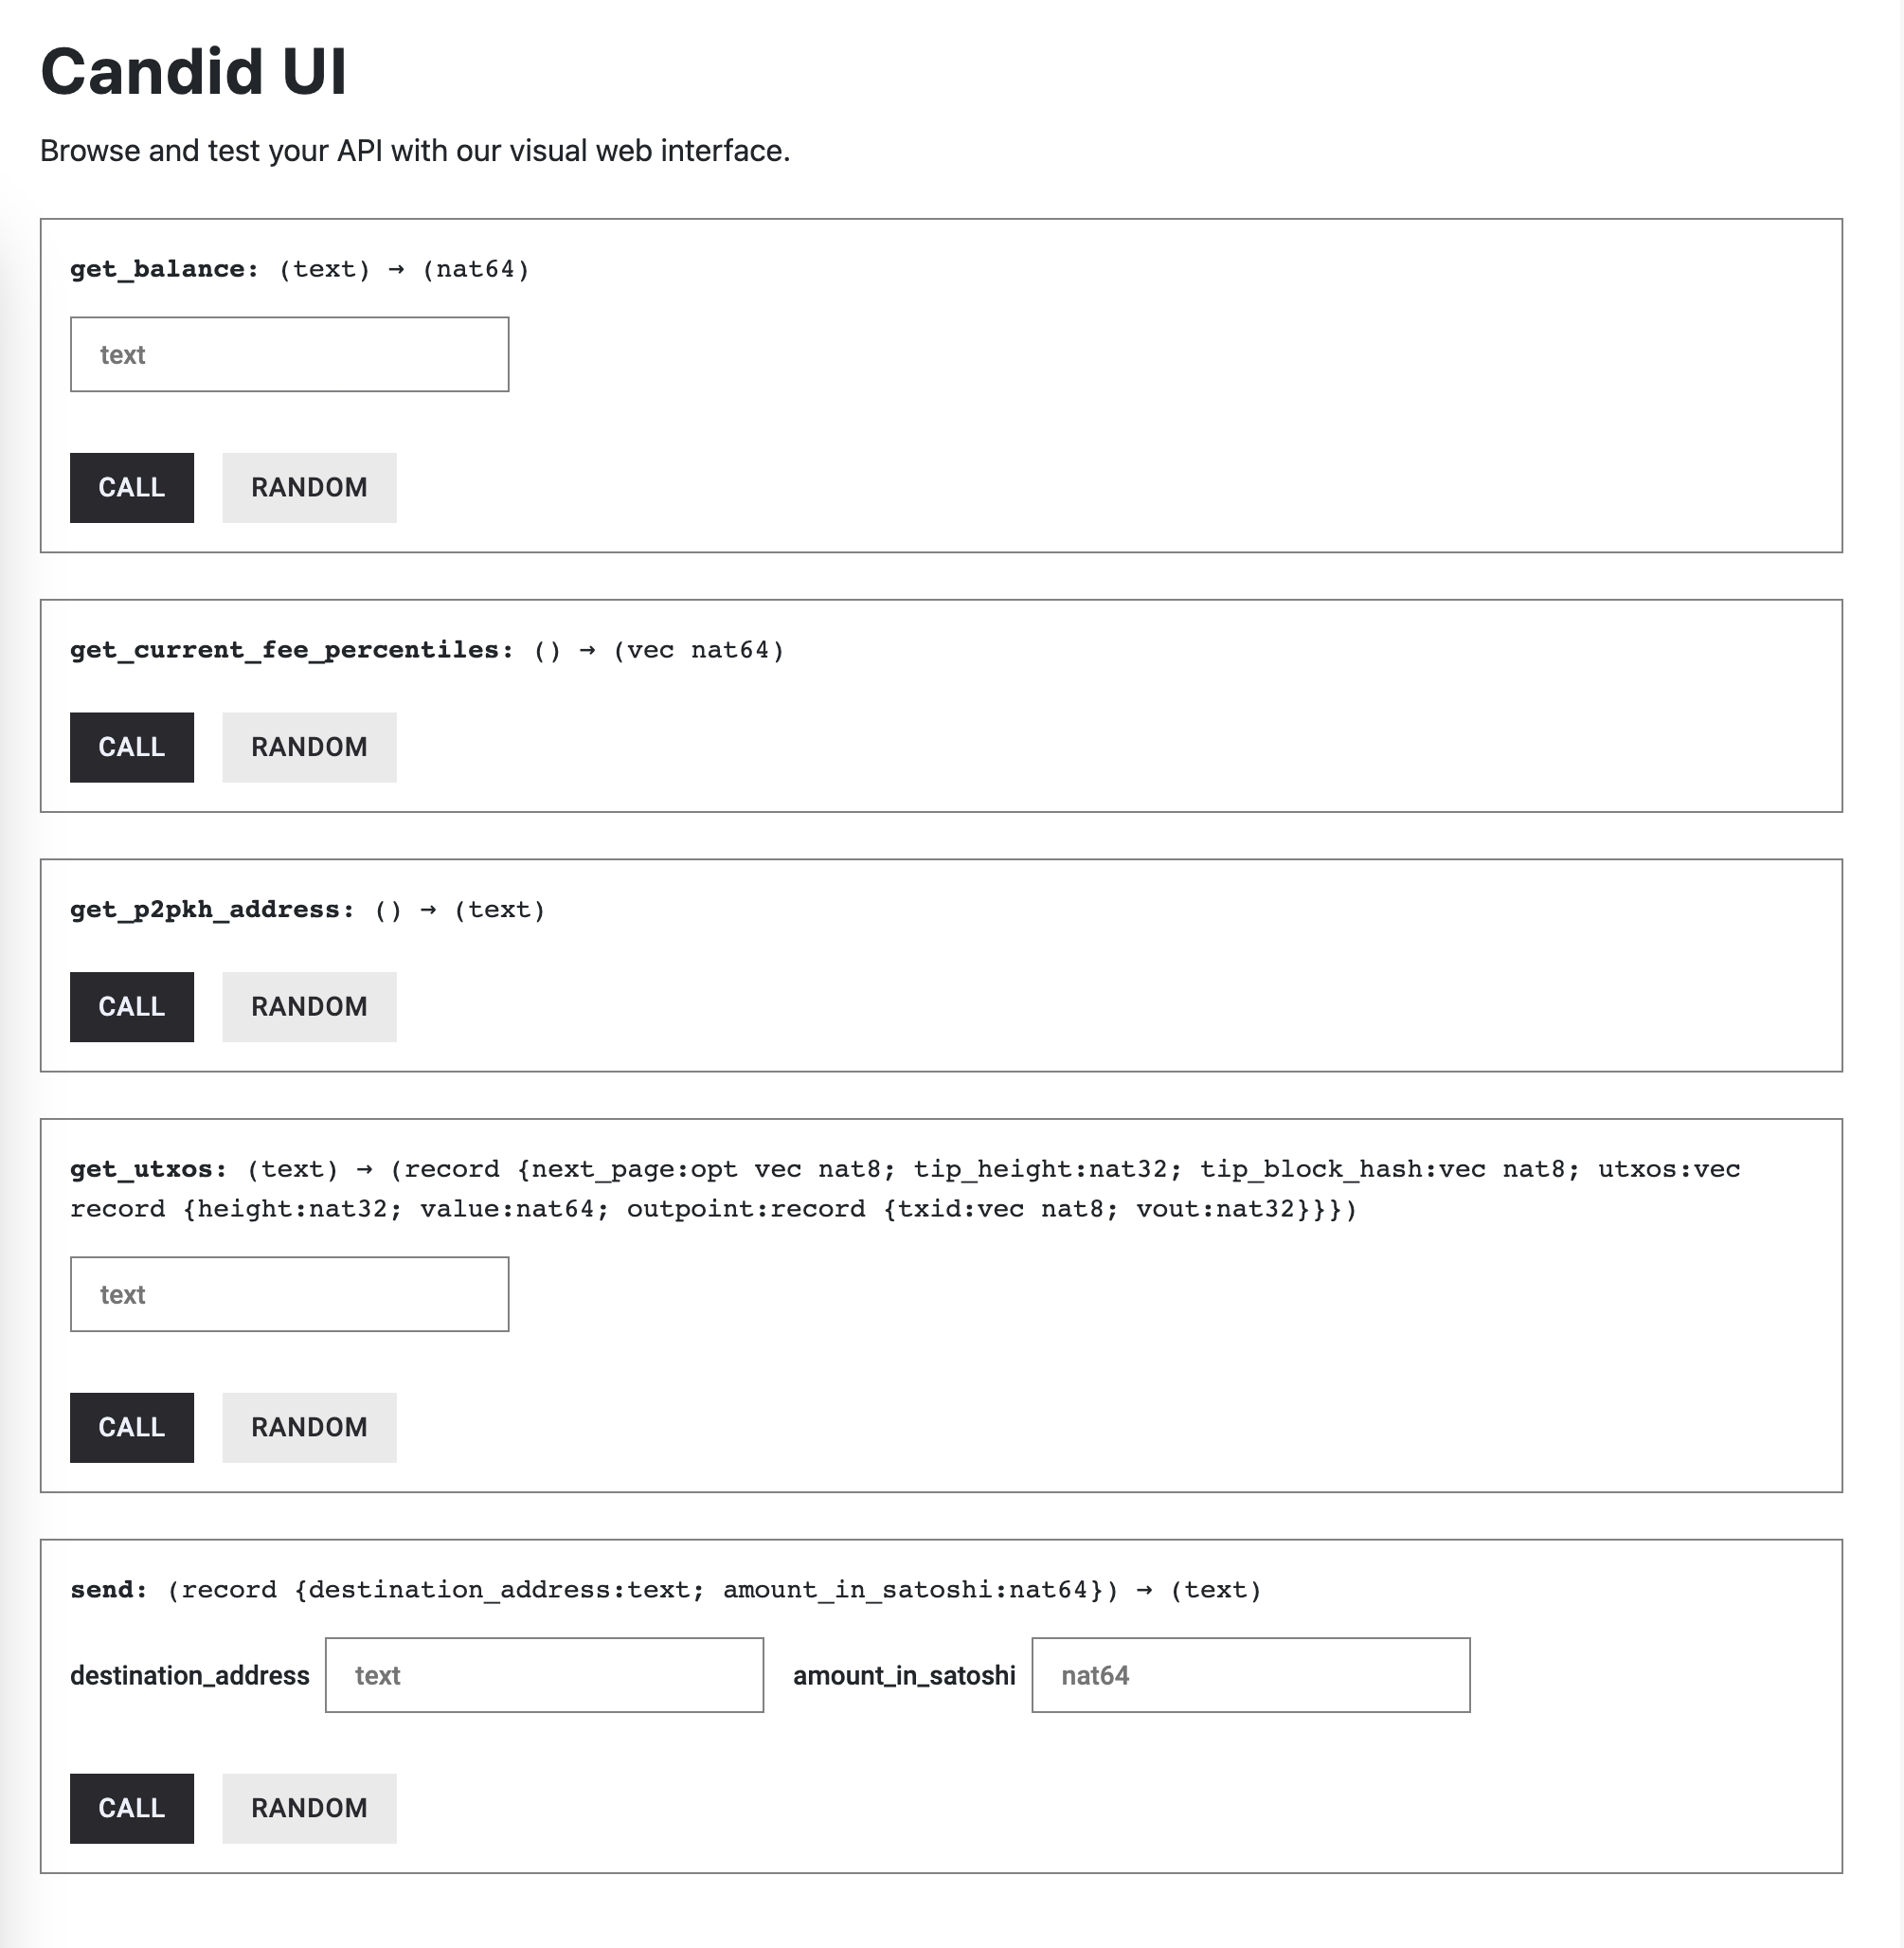 Candid UI
Browse and test your API with our visual web interface.
get_balance: (text) → (nat64)
text
CALL RANDOM
get_current_fee_percentiles: () → (vec nat64)
CALL RANDOM
get_p2pkh_address: () → (text)
CALL RANDOM
get_utxos: (text) → (record {next_page:opt vec nat8; tip_height:nat32; tip_block_hash:vec nat8; utxos:vec
record {height:nat32; value:nat64; outpoint:record {txid:vec nat8; vout:nat32}}})
text
CALL RANDOM
send: (record {destination_address:text; amount_in_satoshi:nat64}) → (text)
destination_address text amount_in_satoshi nat64
CALL RANDOM